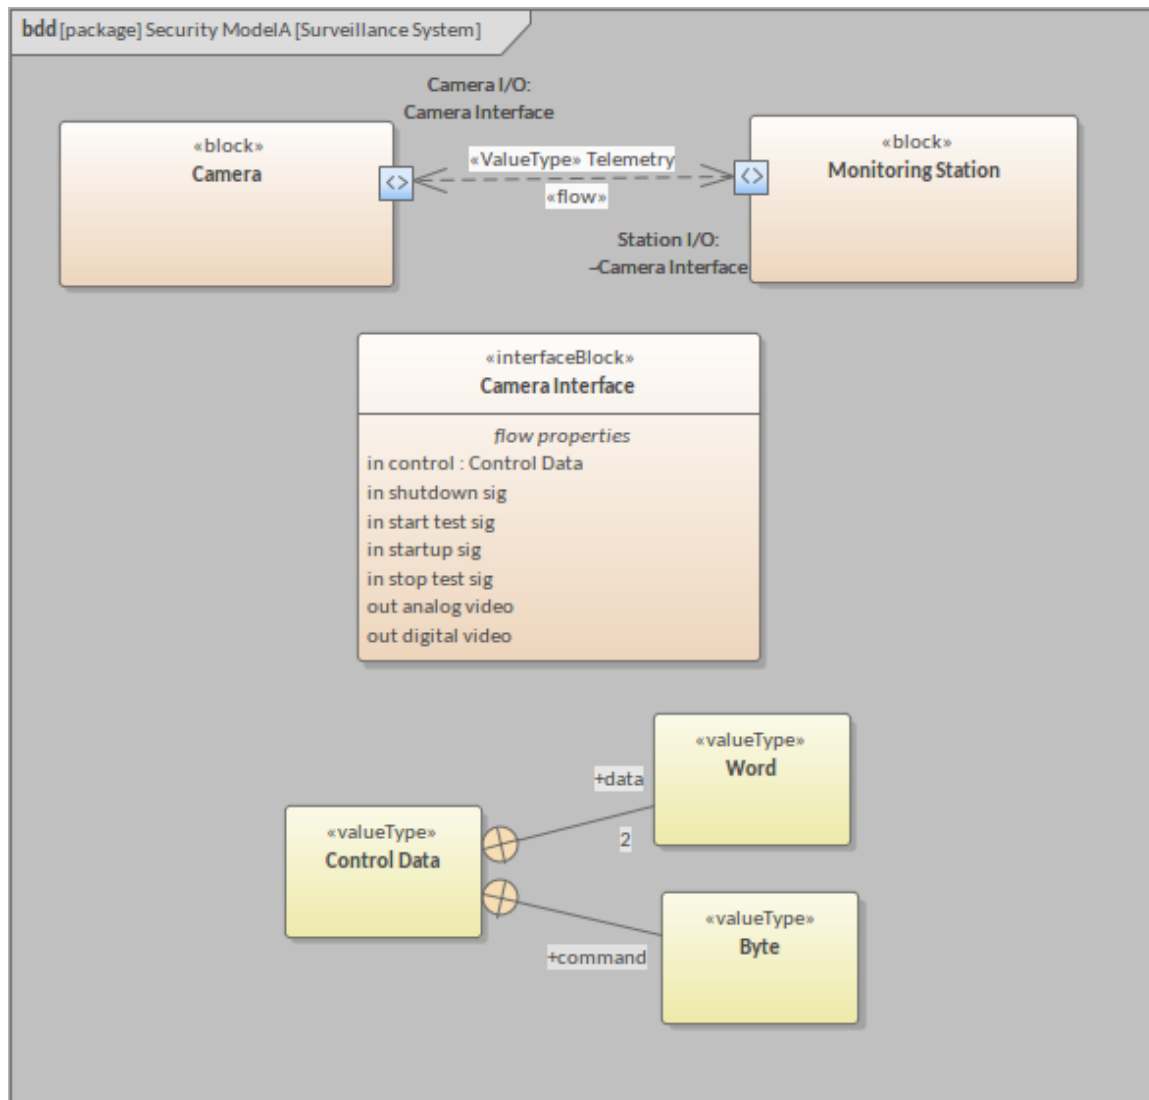 bdd [package] Security ModelA [Surveillance System]
Camera I/O:
Camera Interface
«block»
Camera
«ValueType» Telemetry
«flow»
«block»
Monitoring Station
Station I/O:
~Camera Interface
«interfaceBlock»
Camera Interface
flow properties
in control : Control Data
in shutdown sig
in start test sig
in startup sig
in stop test sig
out analog video
out digital video
«valueType»
Word
+data
2
«valueType»
Control Data
«valueType»
Byte
+command